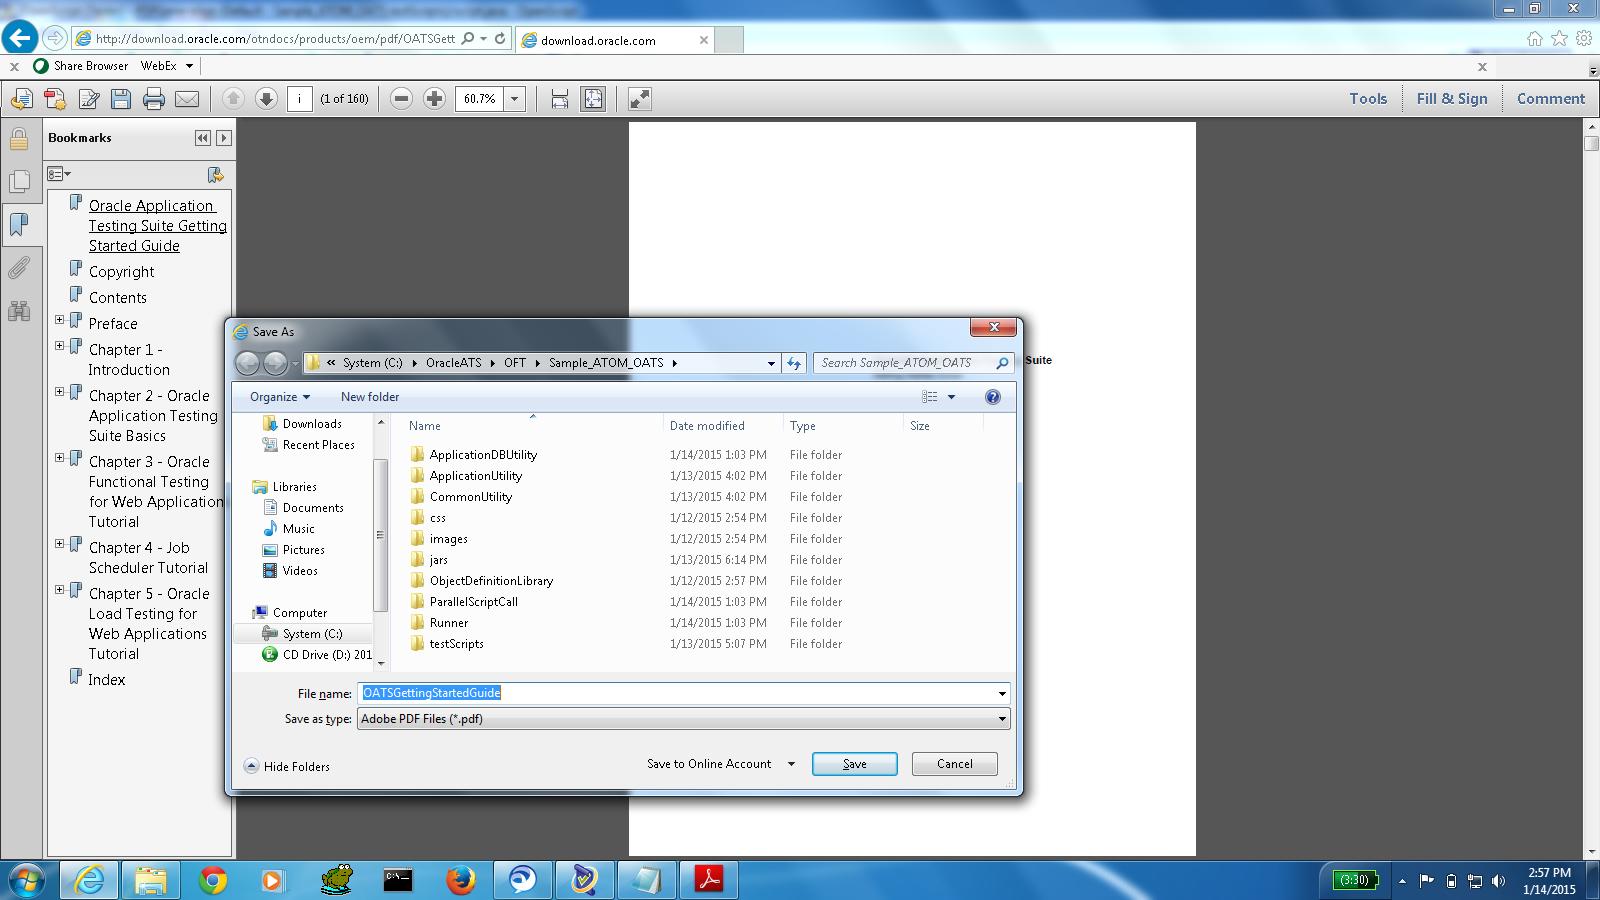 http://download.oracle.com/otndocs/products/oem/pdf/OATSGett
download.oracle.com
Share Browser WebEx
i (1 of 160) 60.7% Tools Fill & Sign Comment
Bookmarks
Oracle Application
Testing Suite Getting
Started Guide
Copyright
Contents
Preface
Chapter 1 -
Introduction
Chapter 2 - Oracle
Application Testing
Suite Basics
Chapter 3 - Oracle
Functional Testing
for Web Application
Tutorial
Chapter 4 - Job
Scheduler Tutorial
Chapter 5 - Oracle
Load Testing for
Web Applications
Tutorial
Index
Suite
Save As
« System (C:) OracleATS OFT Sample_ATOM_OATS Search Sample_ATOM_OATS
Organize New folder
Downloads
Recent Places
Libraries
Documents
Music
Pictures
Videos
Computer
System (C:)
CD Drive (D:) 201
Name Date modified Type Size
ApplicationDBUtility 1/14/2015 1:03 PM File folder
ApplicationUtility 1/13/2015 4:02 PM File folder
CommonUtility 1/13/2015 4:02 PM File folder
css 1/12/2015 2:54 PM File folder
images 1/12/2015 2:54 PM File folder
jars 1/13/2015 6:14 PM File folder
ObjectDefinitionLibrary 1/12/2015 2:57 PM File folder
ParallelScriptCall 1/14/2015 1:03 PM File folder
Runner 1/14/2015 1:03 PM File folder
testScripts 1/13/2015 5:07 PM File folder
File name: OATSGettingStartedGuide
Save as type: Adobe PDF Files (*.pdf)
Hide Folders Save to Online Account Save Cancel
(3:30)
2:57 PM
1/14/2015